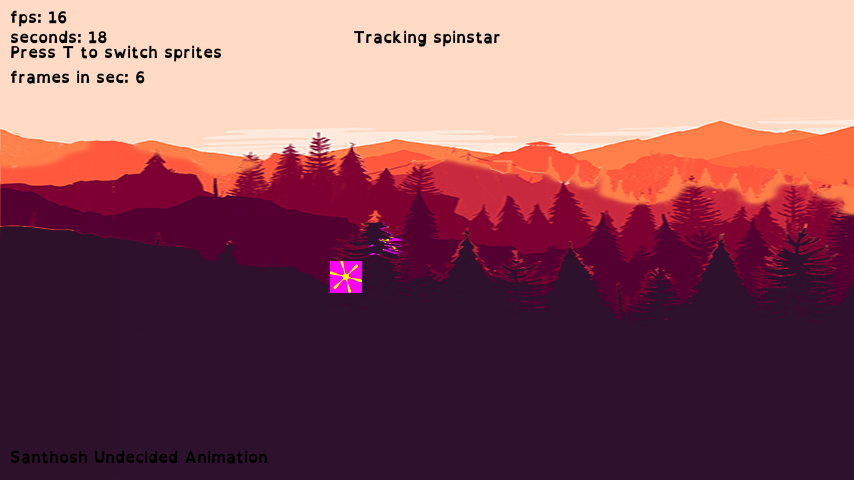 fps: 16
seconds: 18
Tracking spinstar
Press T to switch sprites
frames in sec: 6
Santhosh Undecided Animation